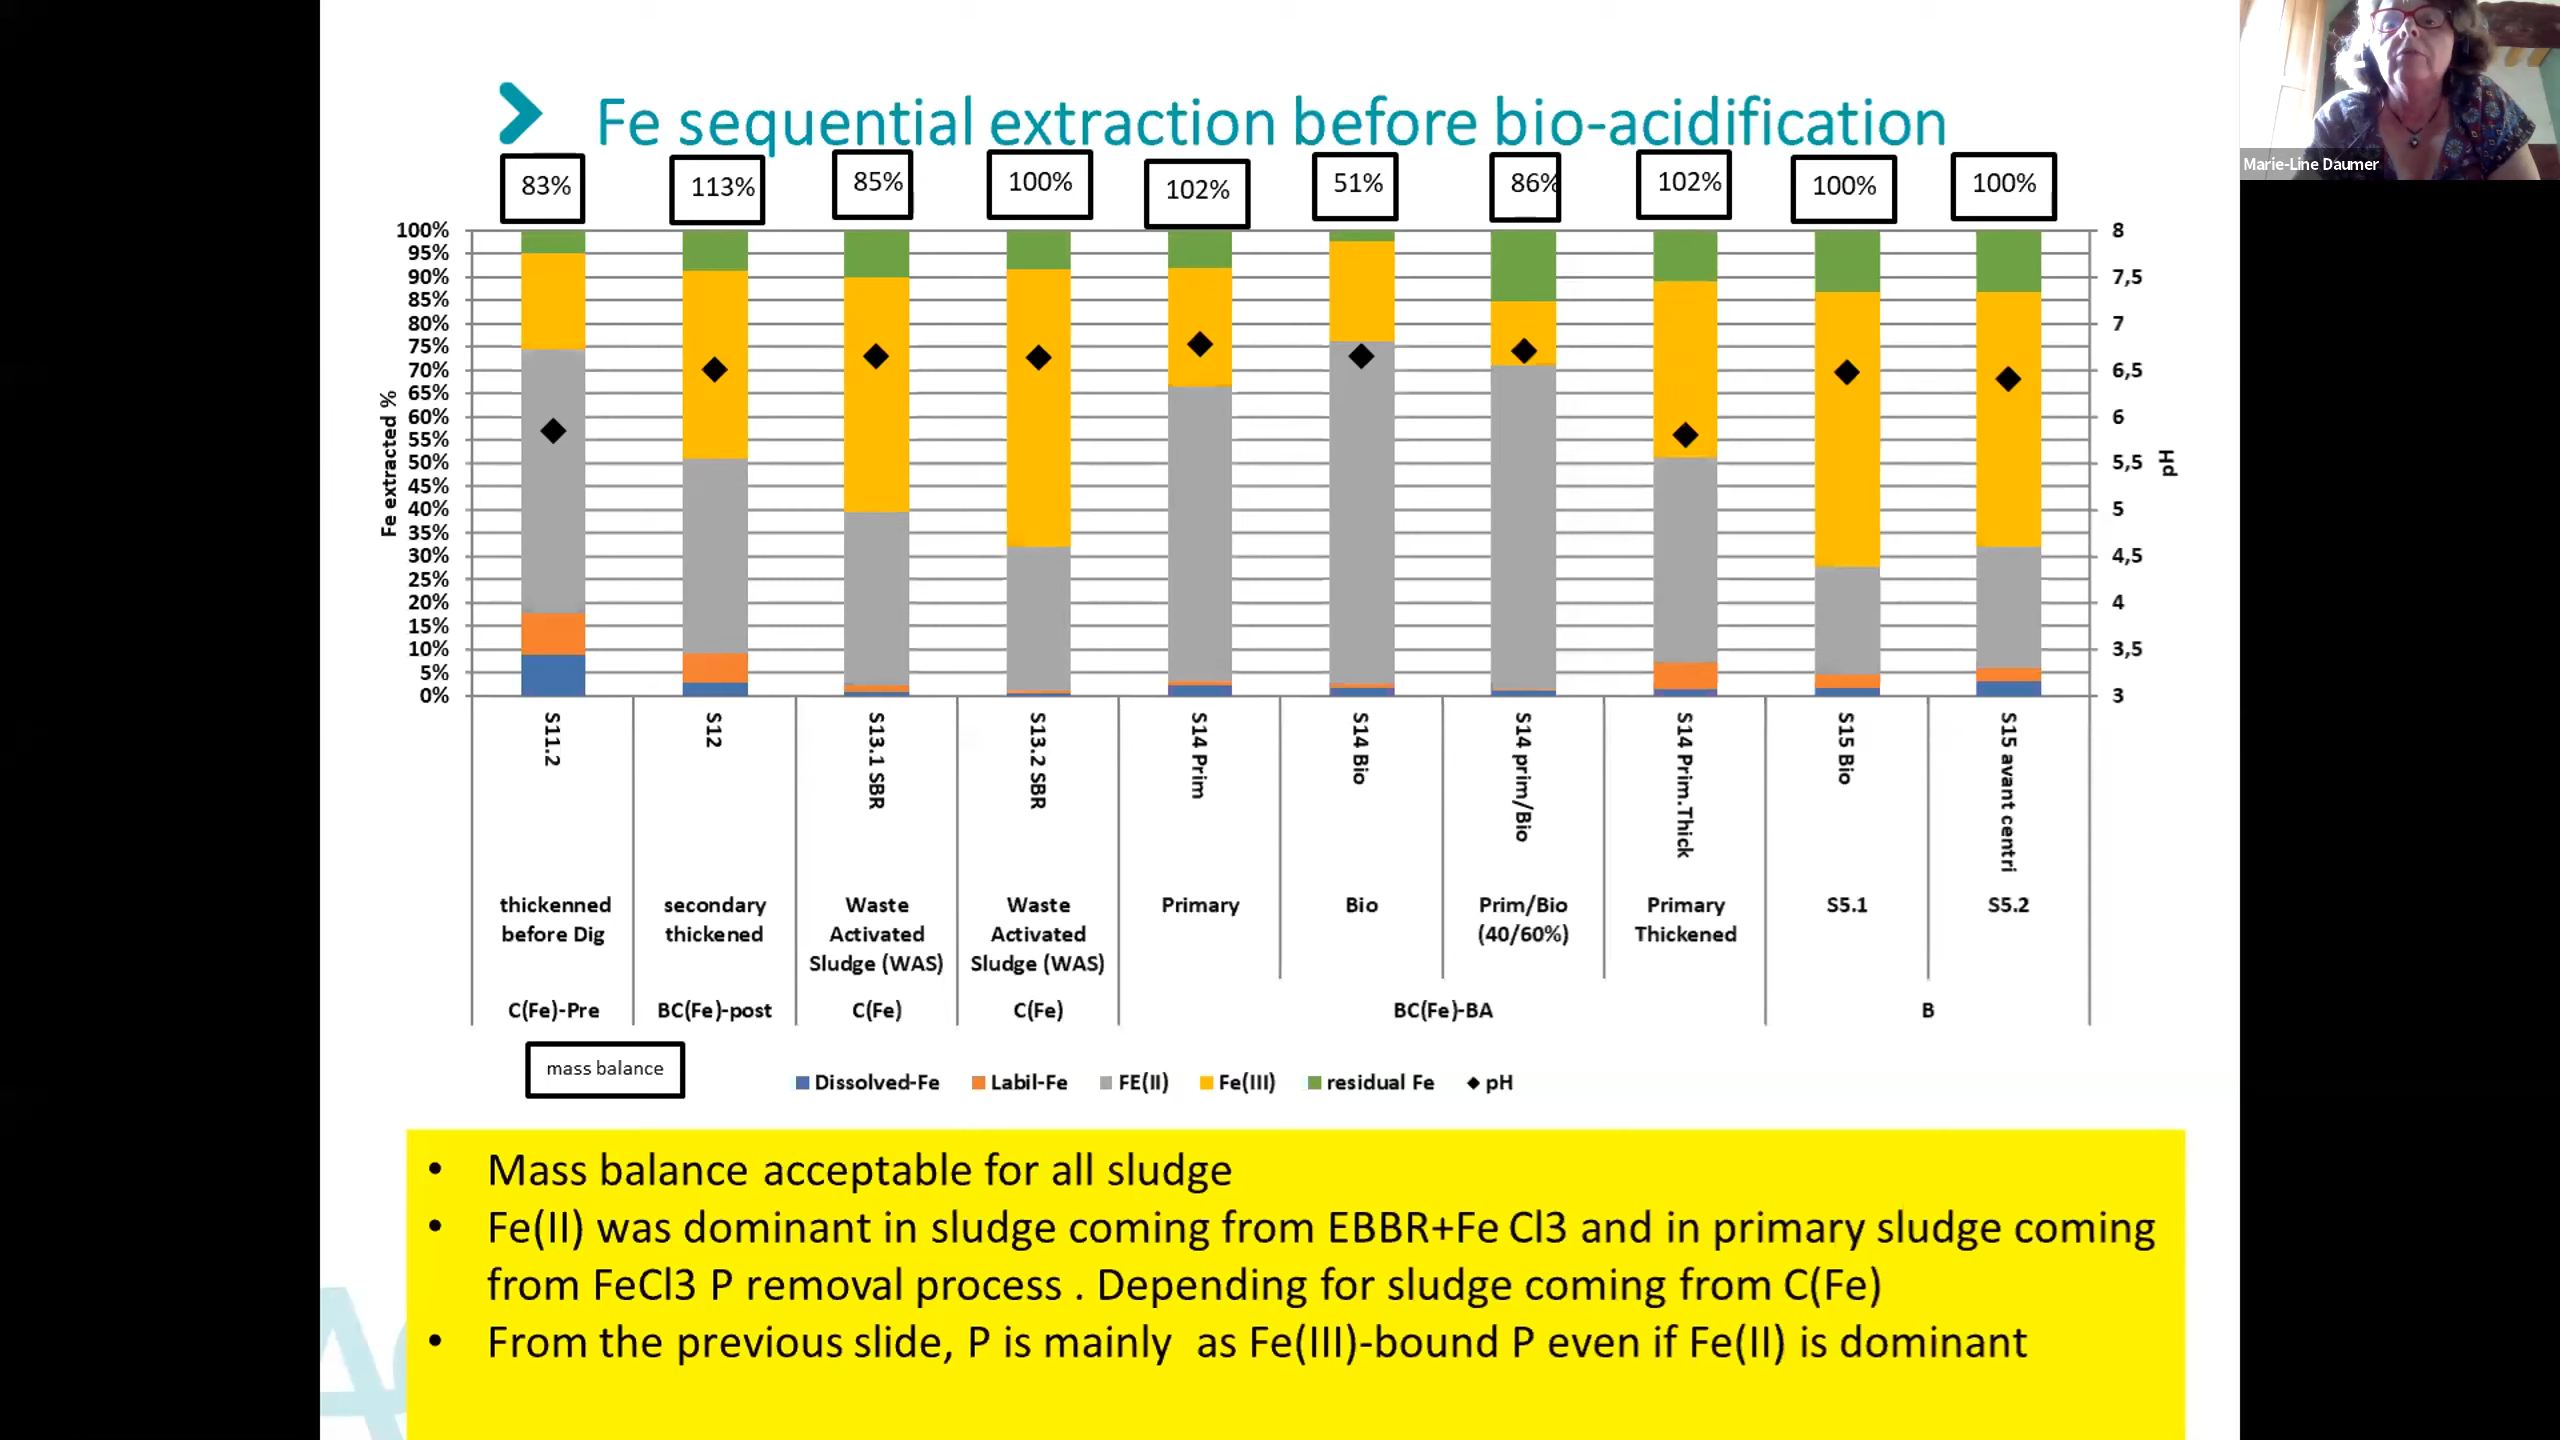 Fe sequential extraction before bio-acidification
Marie-Line Daumer
83% 113% 85% 100% 102% 51% 86% 102% 100% 100%
100% 8
95%
90% 7,5
85%
80% 7
75%
70% 6,5
65%
60% 6
55%
50% 5,5
45%
40% 5
35%
30% 4,5
25%
20% 4
15%
10% 3,5
5%
0% 3
Fe extracted %
pH
S11.2
S12
S13.1 SBR
S13.2 SBR
S14 Prim
S14 Bio
S14 prim/Bio
S14 Prim.Thick
S15 Bio
S15 avant centri
thickenned
before Dig
secondary
thickened
Waste
Activated
Sludge (WAS)
Waste
Activated
Sludge (WAS)
Primary
Bio
Prim/Bio
(40/60%)
Primary
Thickened
S5.1
S5.2
C(Fe)-Pre BC(Fe)-post C(Fe) C(Fe) BC(Fe)-BA B
mass balance
Dissolved-Fe Labil-Fe FE(II) Fe(III) residual Fe pH
• Mass balance acceptable for all sludge
• Fe(II) was dominant in sludge coming from EBBR+Fe Cl3 and in primary sludge coming
from FeCl3 P removal process . Depending for sludge coming from C(Fe)
• From the previous slide, P is mainly as Fe(III)-bound P even if Fe(II) is dominant